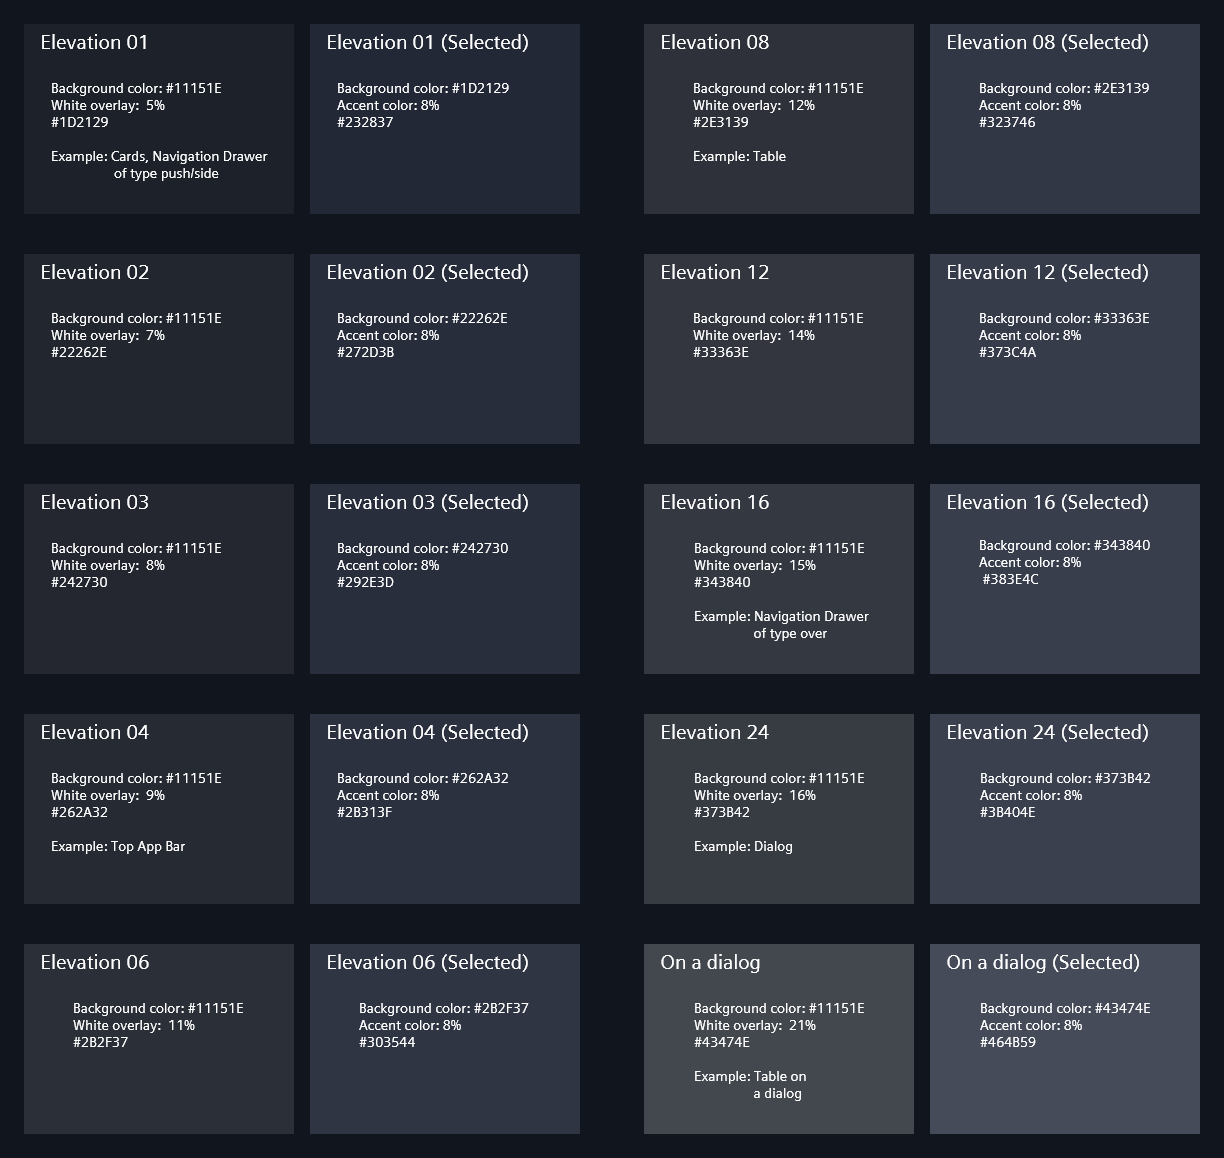 Elevation 01
Background color: #11151E
White overlay:  5%
#1D2129
Example: Cards, Navigation Drawer
of type push/side
Elevation 01 (Selected)
Background color: #1D2129
Accent color: 8%
#232837
Elevation 08
Background color: #11151E
White overlay:  12%
#2E3139
Example: Table
Elevation 08 (Selected)
Background color: #2E3139
Accent color: 8%
#323746
Elevation 02
Background color: #11151E
White overlay:  7%
#22262E
Elevation 02 (Selected)
Background color: #22262E
Accent color: 8%
#272D3B
Elevation 12
Background color: #11151E
White overlay:  14%
#33363E
Elevation 12 (Selected)
Background color: #33363E
Accent color: 8%
#373C4A
Elevation 03
Background color: #11151E
White overlay:  8%
#242730
Elevation 03 (Selected)
Background color: #242730
Accent color: 8%
#292E3D
Elevation 16
Background color: #11151E
White overlay:  15%
#343840
Example: Navigation Drawer
of type over
Elevation 16 (Selected)
Background color: #343840
Accent color: 8%
#383E4C
Elevation 04
Background color: #11151E
White overlay:  9%
#262A32
Example: Top App Bar
Elevation 04 (Selected)
Background color: #262A32
Accent color: 8%
#2B313F
Elevation 24
Background color: #11151E
White overlay:  16%
#373B42
Example: Dialog
Elevation 24 (Selected)
Background color: #373B42
Accent color: 8%
#3B404E
Elevation 06
Background color: #11151E
White overlay:  11%
#2B2F37
Elevation 06 (Selected)
Background color: #2B2F37
Accent color: 8%
#303544
On a dialog
Background color: #11151E
White overlay:  21%
#43474E
Example: Table on
a dialog
On a dialog (Selected)
Background color: #43474E
Accent color: 8%
#464B59